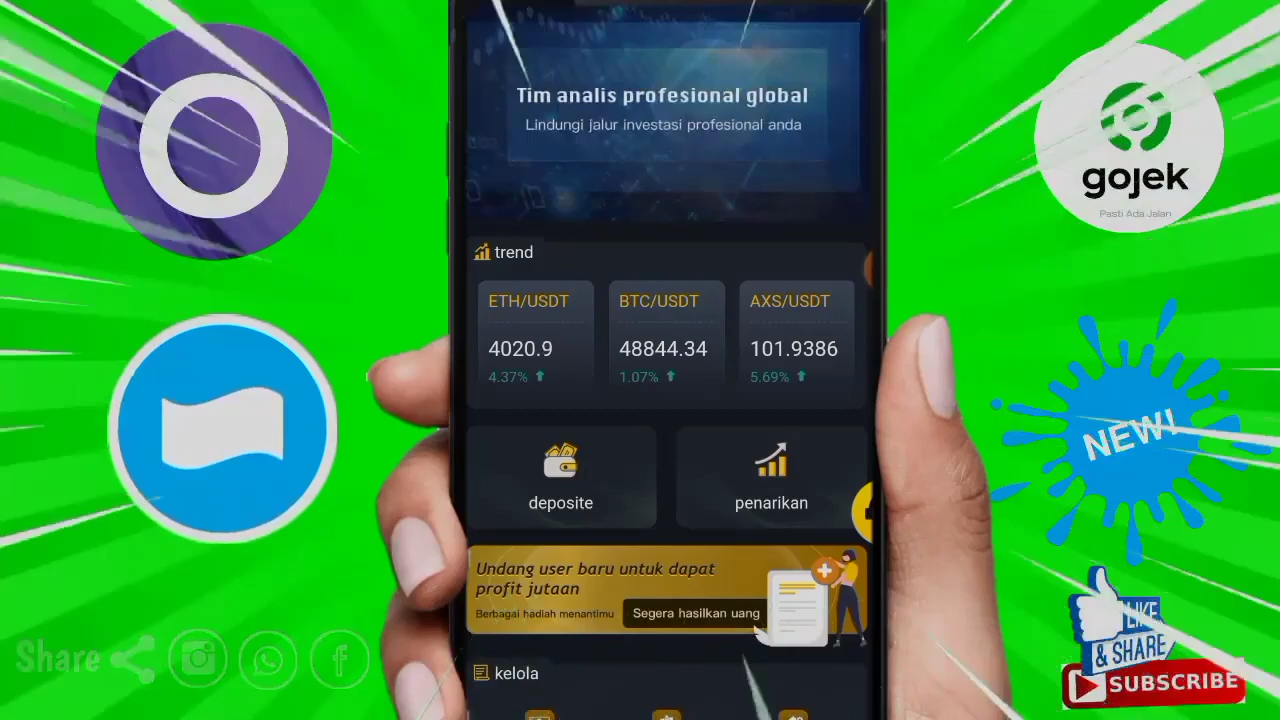 Tim analis profesional global
Lindungi jalur investasi profesional anda
trend
ETH/USDT
BTC/USDT
AXS/USDT
4020.9
48844.34
101.9386
4.37%
1.07%
5.69%
deposite
penarikan
Undang user baru untuk dapat
profit jutaan
Berbagai hadiah menantimu
Segera hasilkan uang
kelola
gojek
Pasti Ada Jalan
NEW!
LIKE
& SHARE
SUBSCRIBE
Share